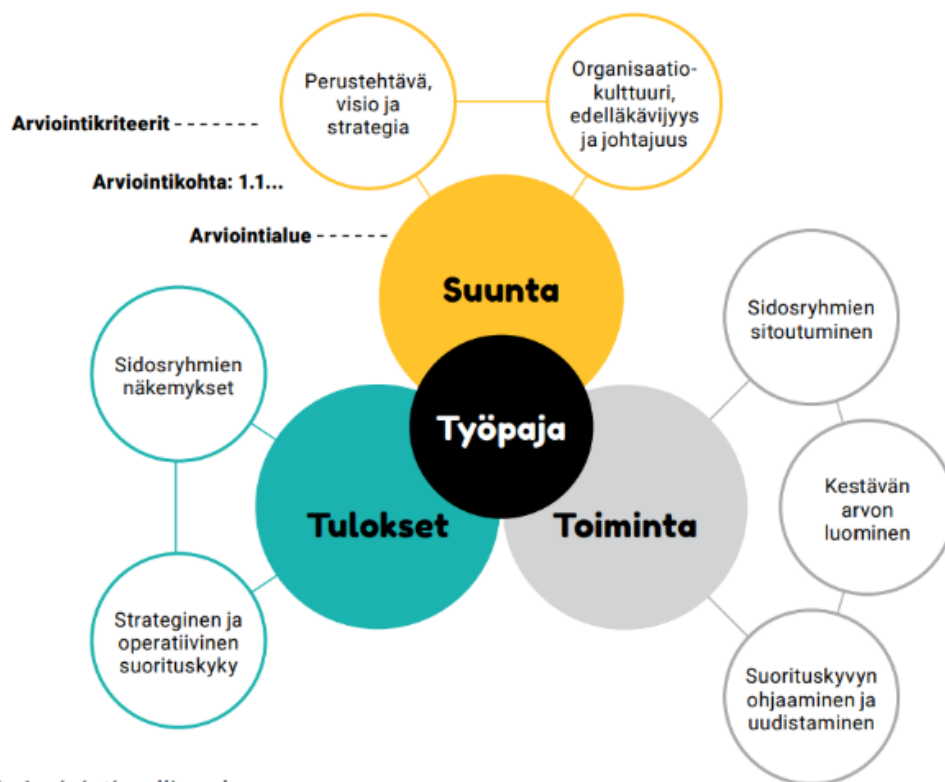 Perustehtävä,
visio ja
strategia
Organisaatio-
kulttuuri,
edelläkävijyys
ja johtajuus
Arviointikriteerit
Arviointikohta: 1.1...
Arviointialue
Suunta
Sidosryhmien
sitoutuminen
Sidosryhmien
näkemykset
Työpaja
Kestävän
arvon
luominen
Tulokset
Toiminta
Strateginen ja
operatiivinen
suorituskyky
Suorituskyvyn
ohjaaminen ja
uudistaminen